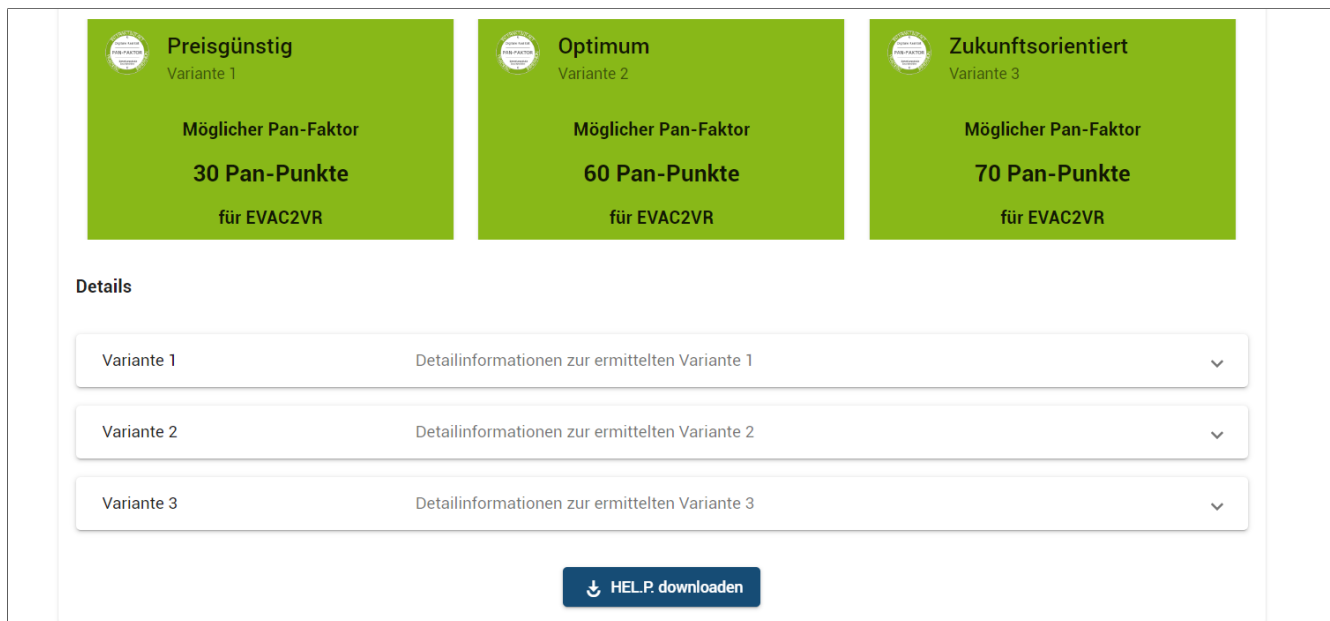 Preisgünstig
Variante 1
Möglicher Pan-Faktor
30 Pan-Punkte
für EVAC2VR
Optimum
Variante 2
Möglicher Pan-Faktor
60 Pan-Punkte
für EVAC2VR
Zukunftsorientiert
Variante 3
Möglicher Pan-Faktor
70 Pan-Punkte
für EVAC2VR
Details
Variante 1 Detailinformationen zur ermittelten Variante 1
Variante 2 Detailinformationen zur ermittelten Variante 2
Variante 3 Detailinformationen zur ermittelten Variante 3
HEL.P. downloaden